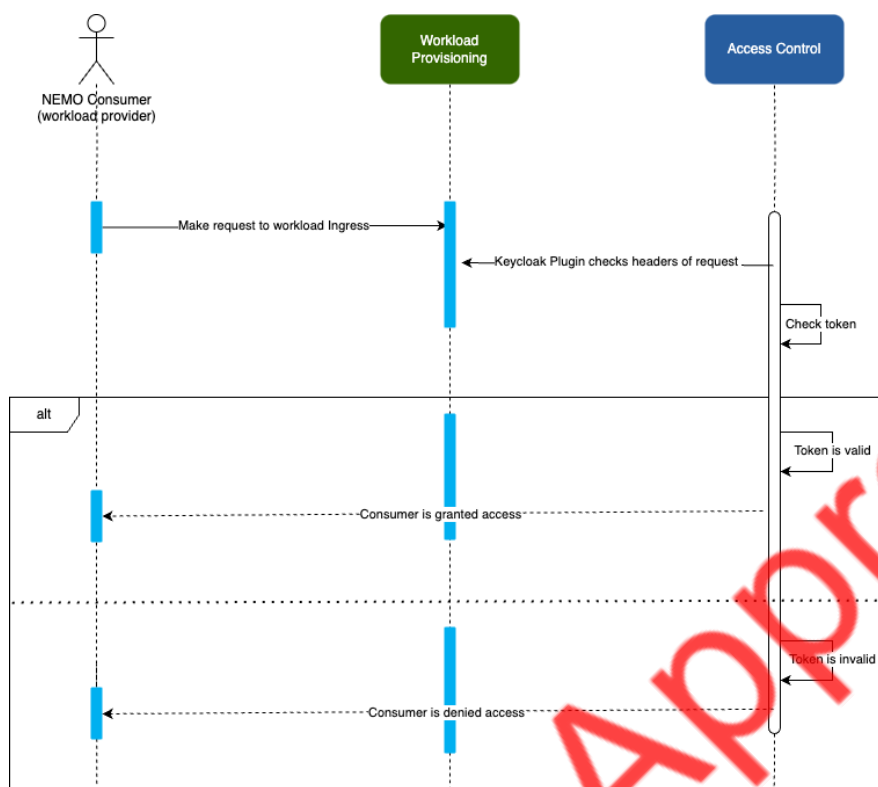 Workload
Provisioning
Access Control
NEMO Consumer
(workload provider)
Make request to workload Ingress
Keycloak Plugin checks headers of request
Check token
alt
Token is valid
Consumer is granted access
Token is invalid
Consumer is denied access